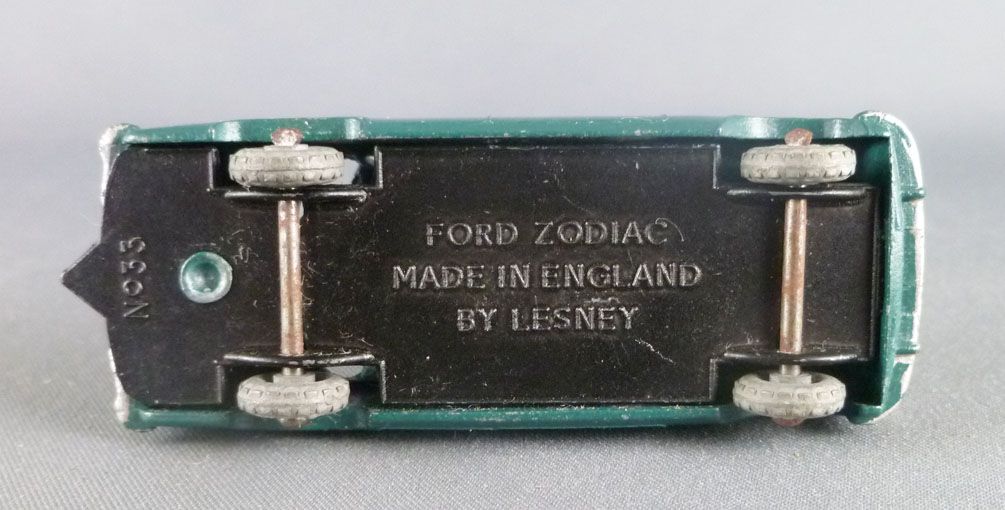 FORD ZODIAC
MADE IN ENGLAND
BY LESNEY
No33